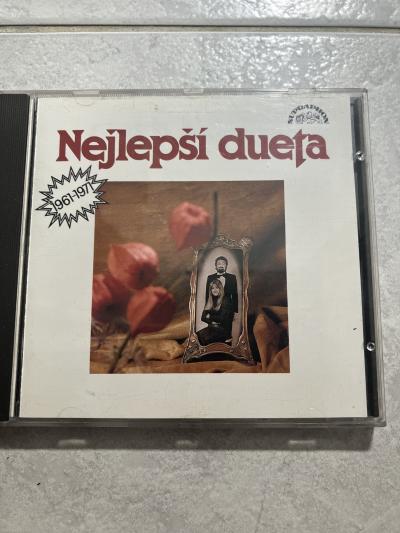 SUPRAPHON
Nejlepší dueta
1961-1971